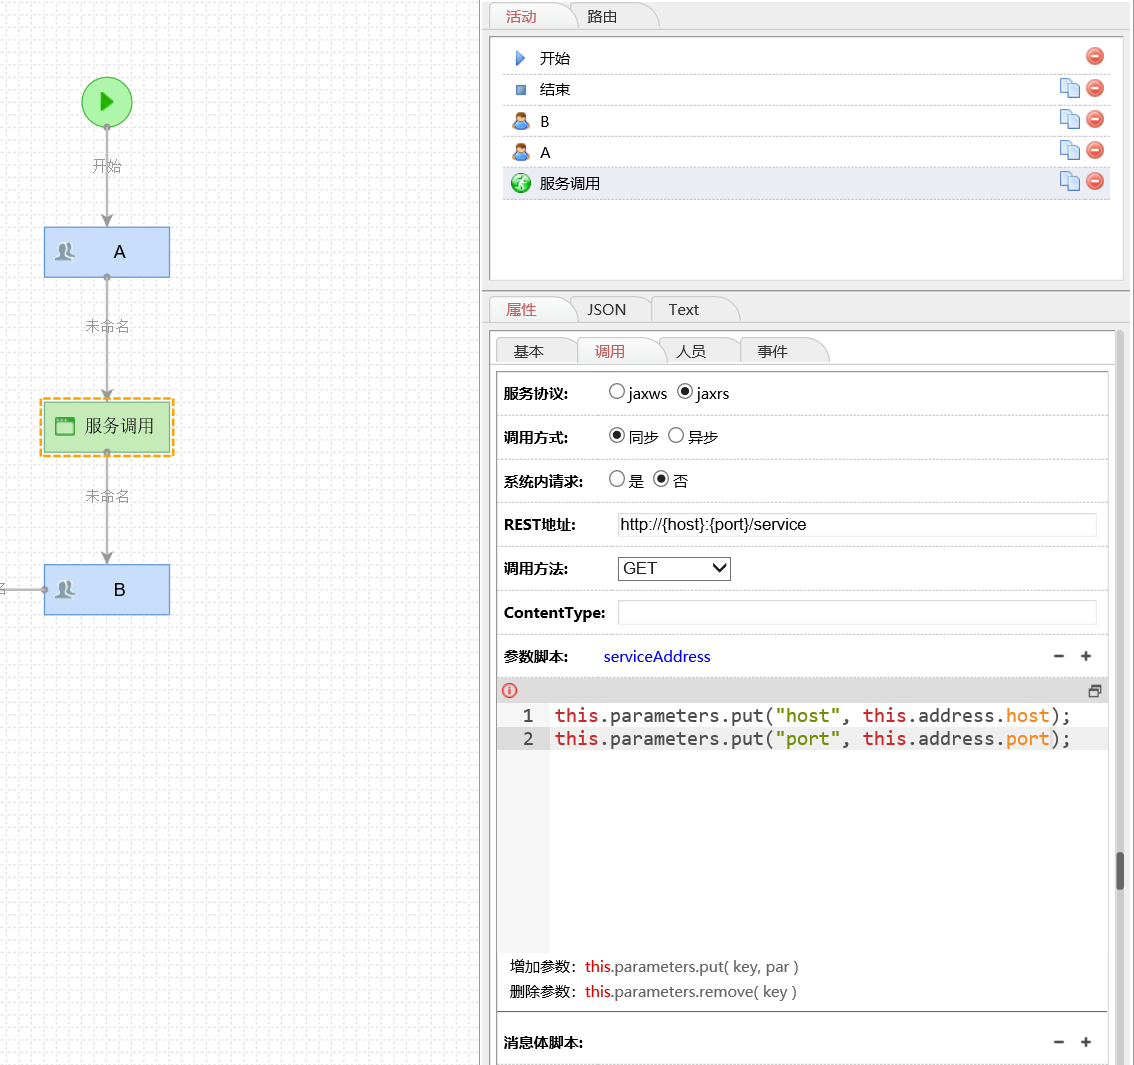 开始
A
未命名
服务调用
未命名
B
名
活动 路由
开始
结束
B
A
服务调用
属性 JSON Text
基本 调用 人员 事件
服务协议: jaxws jaxrs
调用方式: 同步 异步
系统内请求: 是 否
REST地址: http://{host}:{port}/service
调用方法: GET
ContentType:
参数脚本: serviceAddress
1 this.parameters.put("host", this.address.host);
2 this.parameters.put("port", this.address.port);
增加参数：this.parameters.put( key, par )
删除参数：this.parameters.remove( key )
消息体脚本: